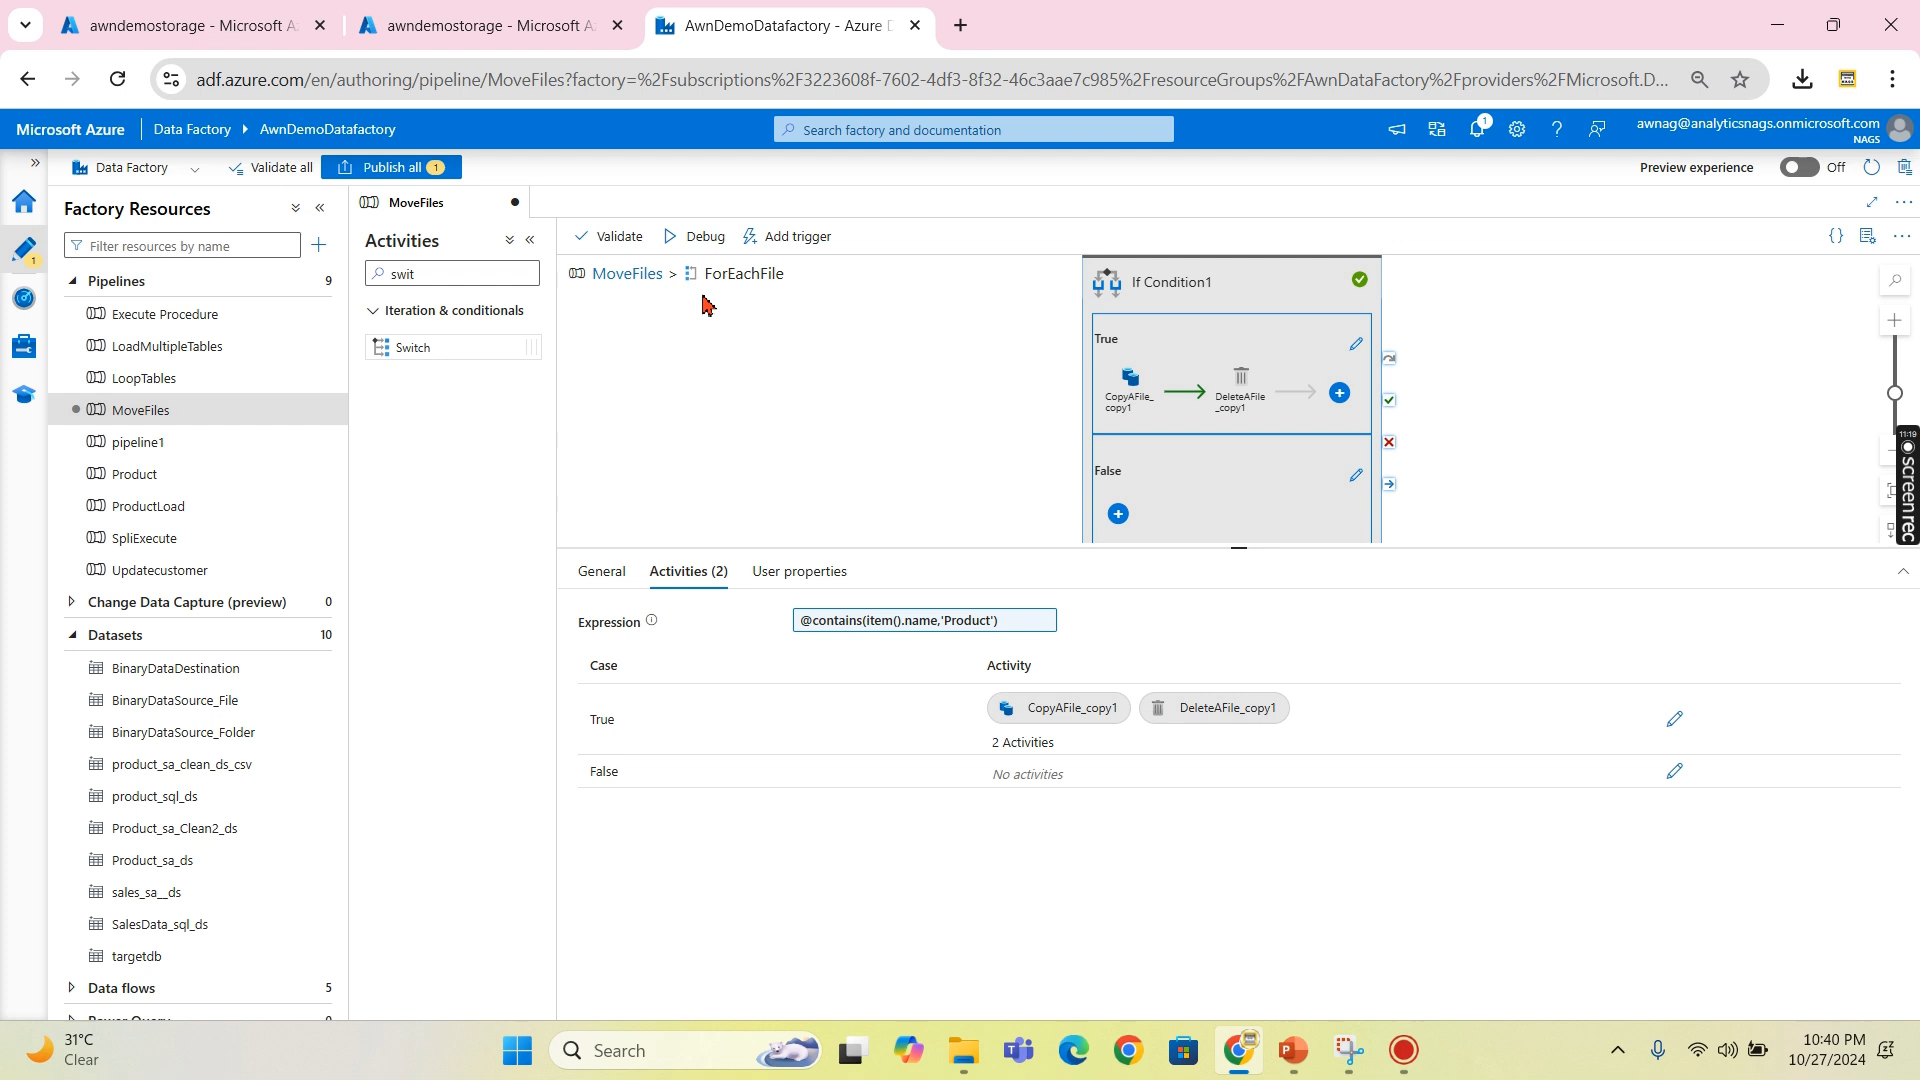 awndemostorage - Microsoft A
awndemostorage - Microsoft A
AwnDemoDatafactory - Azure D
adf.azure.com/en/authoring/pipeline/MoveFiles?factory=%2Fsubscriptions%2F3223608f-7602-4df3-8f32-46c3aae7c985%2FresourceGroups%2FAwnDataFactory%2Fproviders%2FMicrosoft.D...
Microsoft Azure
Data Factory
AwnDemoDatafactory
Search factory and documentation
1
awnag@analyticsnags.onmicrosoft.com
NAGS
Data Factory
Validate all
Publish all 1
Preview experience
Off
1
Factory Resources
Filter resources by name
Pipelines 9
Execute Procedure
LoadMultipleTables
LoopTables
MoveFiles
pipeline1
Product
ProductLoad
SpliExecute
Updatecustomer
Change Data Capture (preview) 0
Datasets 10
BinaryDataDestination
BinaryDataSource_File
BinaryDataSource_Folder
product_sa_clean_ds_csv
product_sql_ds
Product_sa_Clean2_ds
Product_sa_ds
sales_sa__ds
SalesData_sql_ds
targetdb
Data flows 5
Power Query 0
MoveFiles
Activities
swit
Iteration & conditionals
Switch
Validate
Debug
Add trigger
MoveFiles > ForEachFile
If Condition1
True
CopyAFile_
copy1
DeleteAFile
_copy1
False
11:19
screenrec
General
Activities (2)
User properties
Expression
@contains(item().name,'Product')
Case
Activity
True
CopyAFile_copy1
DeleteAFile_copy1
2 Activities
False
No activities
31°C
Clear
Search
10:40 PM
10/27/2024